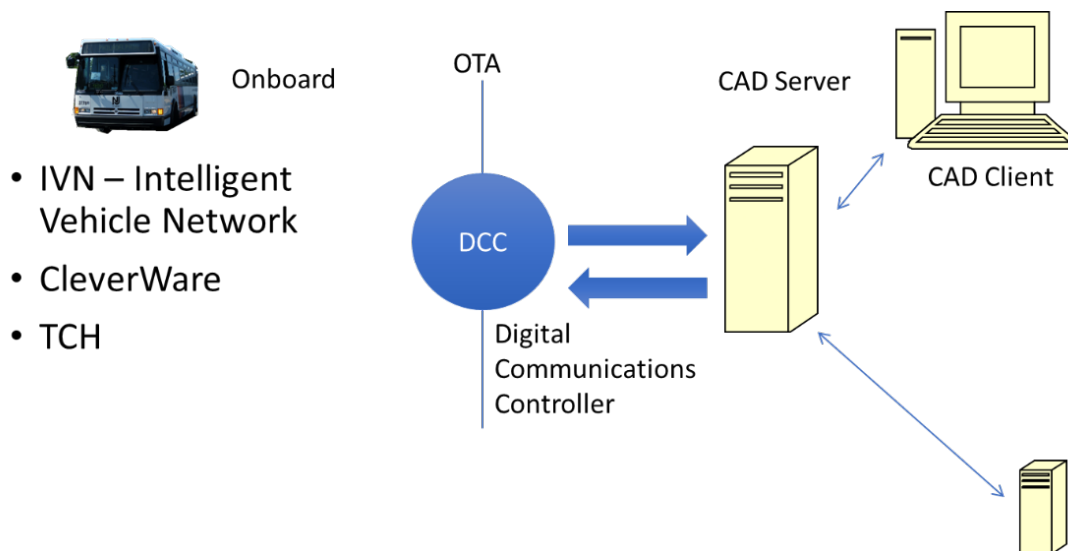 Onboard
OTA
CAD Server
CAD Client
• IVN – Intelligent
Vehicle Network
• CleverWare
• TCH
DCC
Digital
Communications
Controller